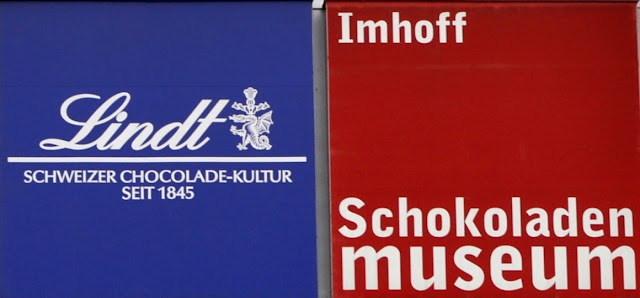 Lindt
SCHWEIZER CHOCOLADE-KULTUR
SEIT 1845
Imhoff
Schokoladen
museum